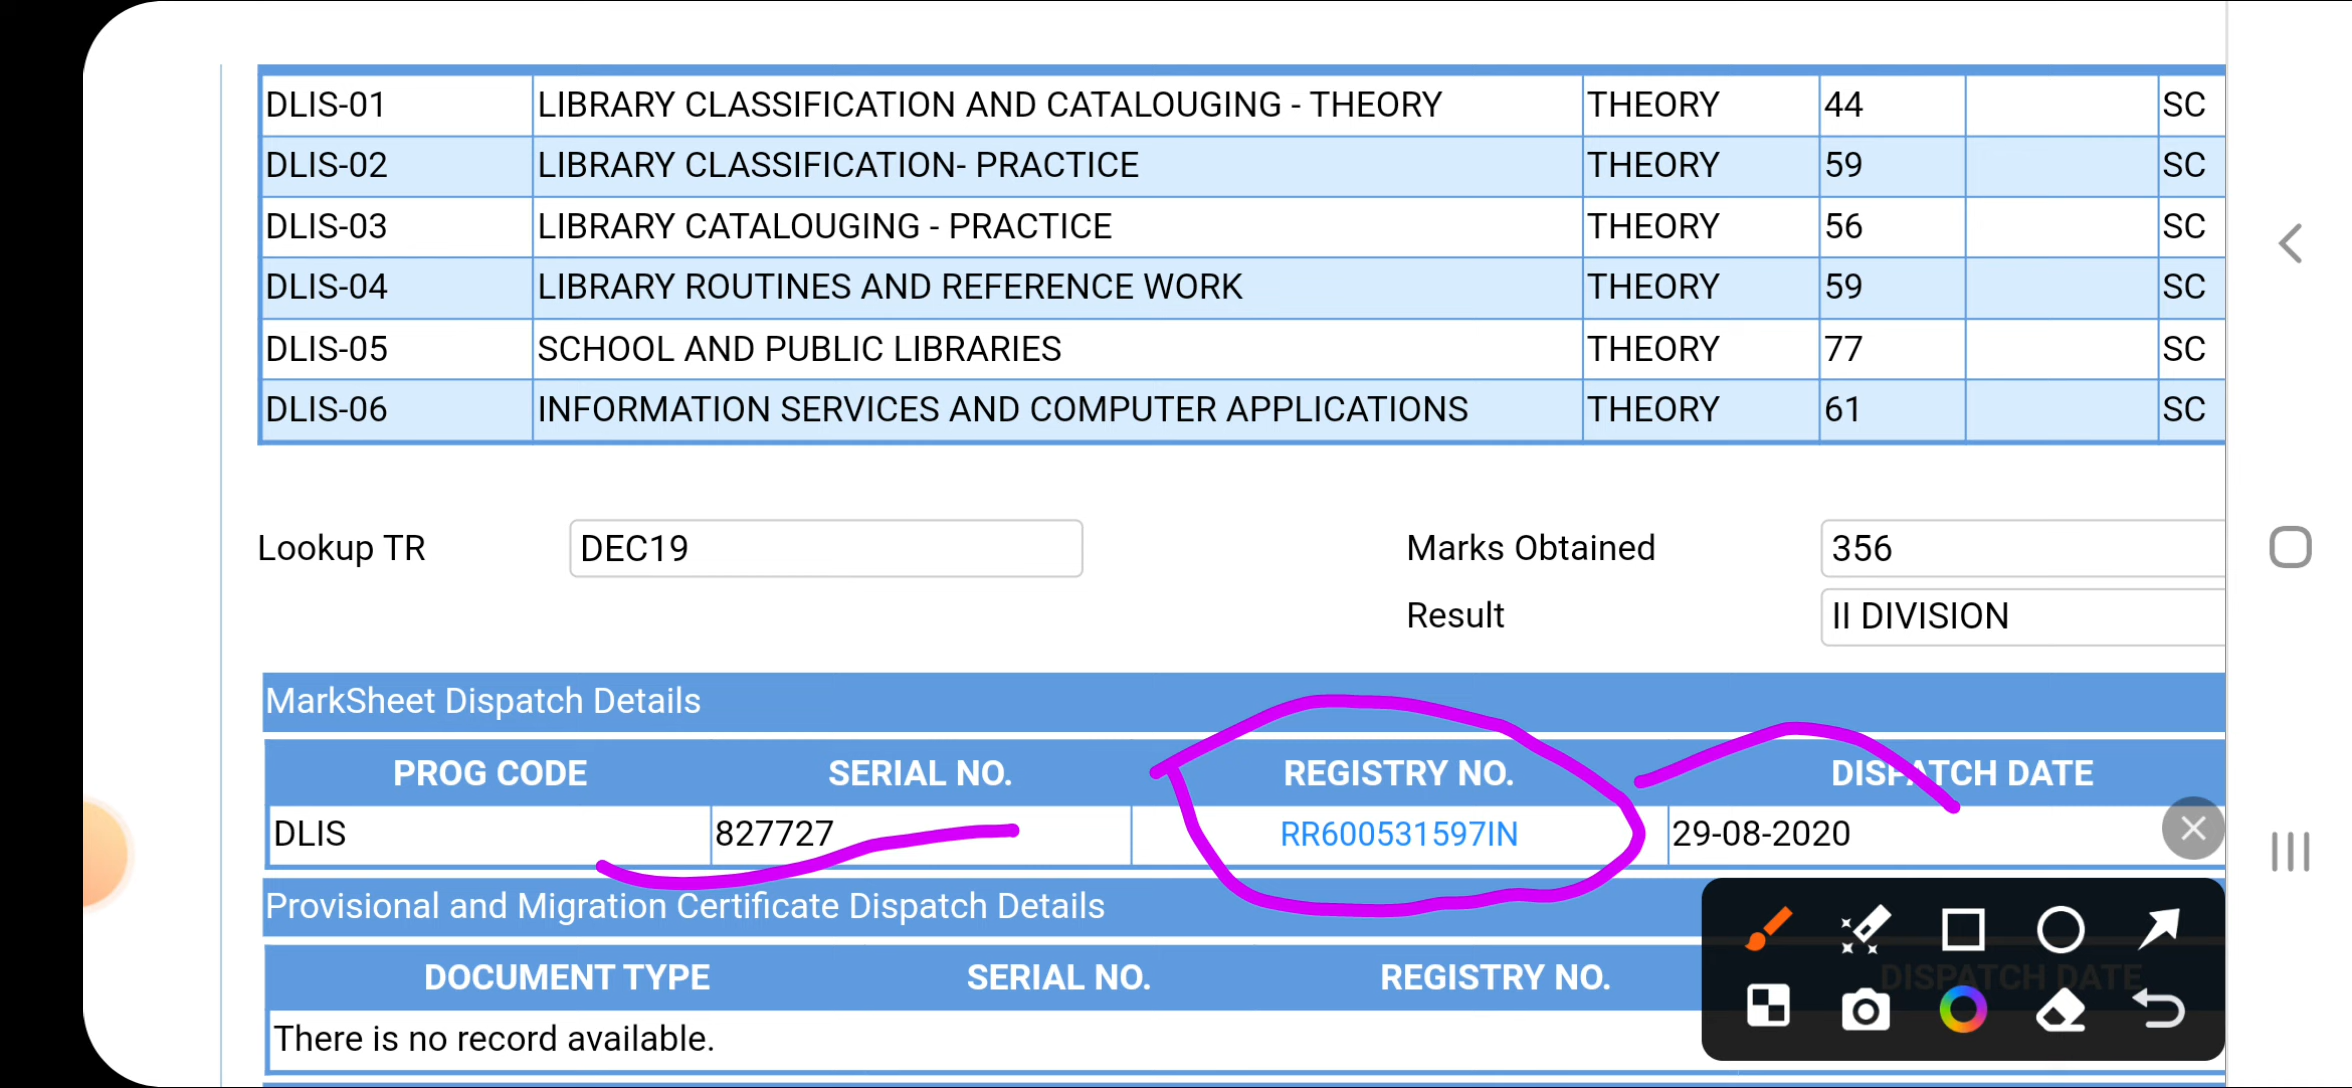 DLIS-01 LIBRARY CLASSIFICATION AND CATALOUGING - THEORY THEORY 44 SC
DLIS-02 LIBRARY CLASSIFICATION- PRACTICE THEORY 59 SC
DLIS-03 LIBRARY CATALOUGING - PRACTICE THEORY 56 SC
DLIS-04 LIBRARY ROUTINES AND REFERENCE WORK THEORY 59 SC
DLIS-05 SCHOOL AND PUBLIC LIBRARIES THEORY 77 SC
DLIS-06 INFORMATION SERVICES AND COMPUTER APPLICATIONS THEORY 61 SC
Lookup TR DEC19 Marks Obtained 356
Result II DIVISION
MarkSheet Dispatch Details
PROG CODE SERIAL NO. REGISTRY NO. DISPATCH DATE
DLIS 827727 RR600531597IN 29-08-2020
Provisional and Migration Certificate Dispatch Details
DOCUMENT TYPE SERIAL NO. REGISTRY NO. DISPATCH DATE
There is no record available.